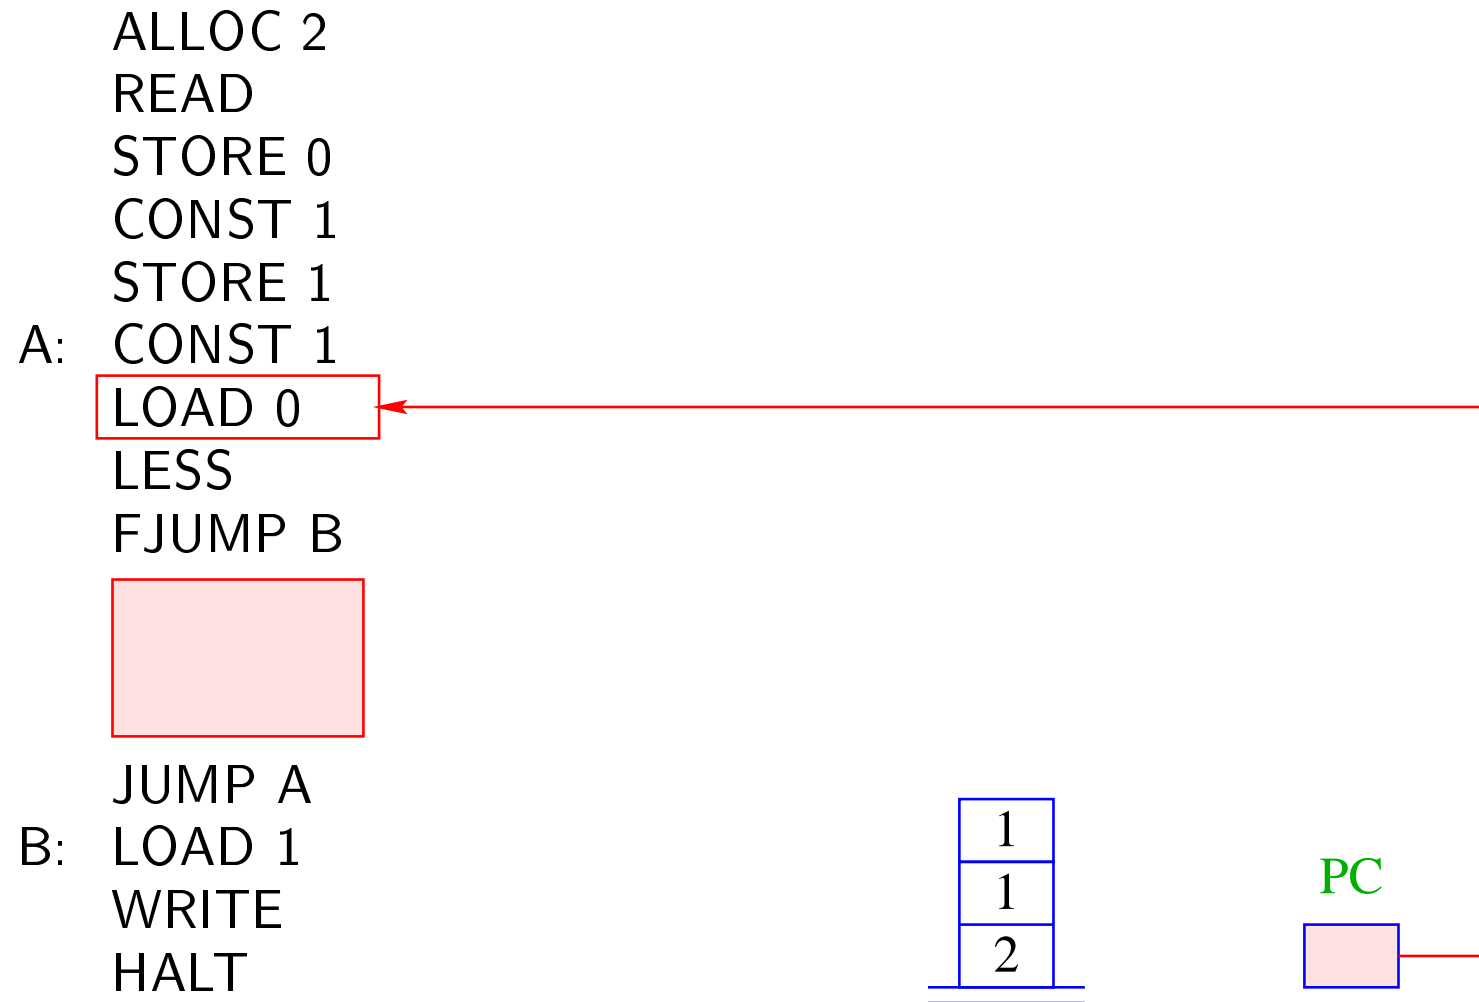 ALLOC 2
READ
STORE 0
CONST 1
STORE 1
A: CONST 1
LOAD 0
LESS
FJUMP B
JUMP A
B: LOAD 1
WRITE
HALT
1
1
2
PC